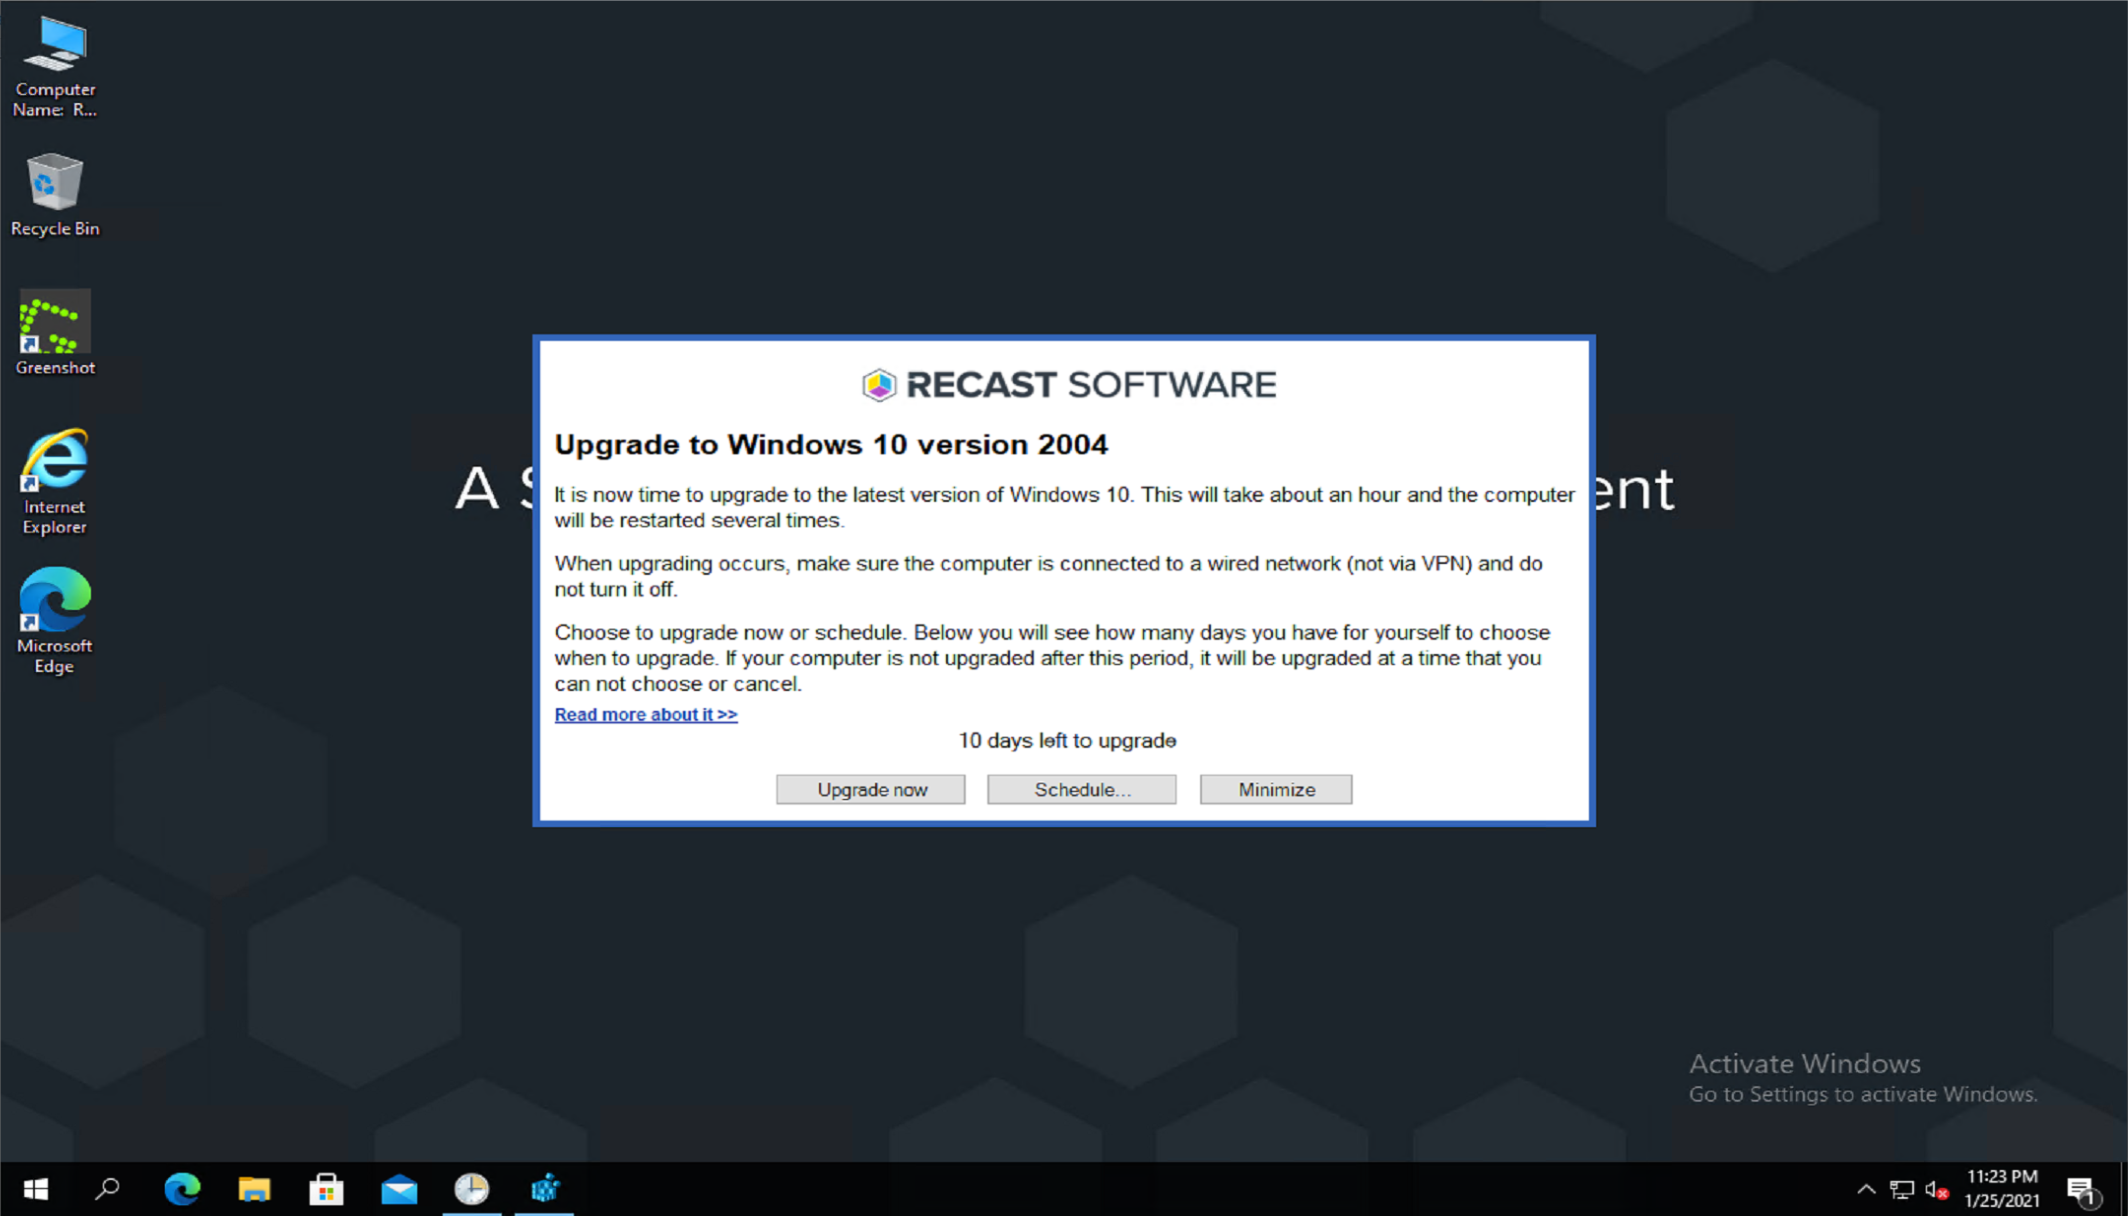 Computer
Name: R...
Recycle Bin
Greenshot
Internet
Explorer
Microsoft
Edge
A S
ent
RECAST SOFTWARE
Upgrade to Windows 10 version 2004
It is now time to upgrade to the latest version of Windows 10. This will take about an hour and the computer
will be restarted several times.
When upgrading occurs, make sure the computer is connected to a wired network (not via VPN) and do
not turn it off.
Choose to upgrade now or schedule. Below you will see how many days you have for yourself to choose
when to upgrade. If your computer is not upgraded after this period, it will be upgraded at a time that you
can not choose or cancel.
Read more about it >>
10 days left to upgrade
Upgrade now
Schedule...
Minimize
Activate Windows
Go to Settings to activate Windows.
11:23 PM
1/25/2021
1